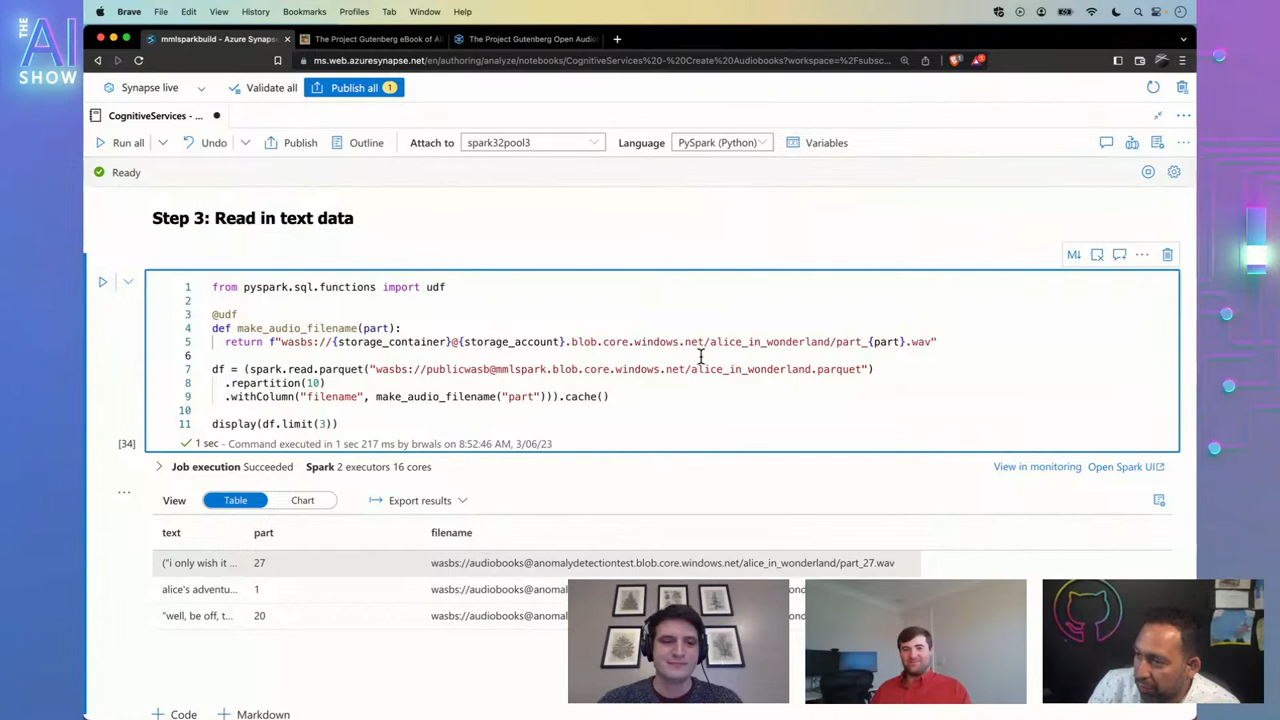 THE
AI
SHOW
Brave File Edit View History Bookmarks Profiles Tab Window Help
mmlsparkbuild - Azure Synaps
The Project Gutenberg eBook of Al
The Project Gutenberg Open Audio
ms.web.azuresynapse.net/en/authoring/analyze/notebooks/CognitiveServices%20-%20Create%20Audiobooks?workspace=%2Fsubsc...
Synapse live Validate all Publish all 1
CognitiveServices - ...
Run all Undo Publish Outline Attach to spark32pool3 Language PySpark (Python) Variables
Ready
Step 3: Read in text data
1 from pyspark.sql.functions import udf
2
3 @udf
4 def make_audio_filename(part):
5 return f"wasbs://{storage_container}@{storage_account}.blob.core.windows.net/alice_in_wonderland/part_{part}.wav"
6
7 df = (spark.read.parquet("wasbs://publicwasb@mmlspark.blob.core.windows.net/alice_in_wonderland.parquet")
8 .repartition(10)
9 .withColumn("filename", make_audio_filename("part"))).cache()
10
11 display(df.limit(3))
[34] 1 sec - Command executed in 1 sec 217 ms by brwals on 8:52:46 AM, 3/06/23
Job execution Succeeded Spark 2 executors 16 cores View in monitoring Open Spark UI
View Table Chart Export results
text part filename
("i only wish it ... 27 wasbs://audiobooks@anomalydetectiontest.blob.core.windows.net/alice_in_wonderland/part_27.wav
alice's adventu... 1 wasbs://audiobooks@anomal
"well, be off, t... 20 wasbs://audiobooks@anomal
+ Code + Markdown